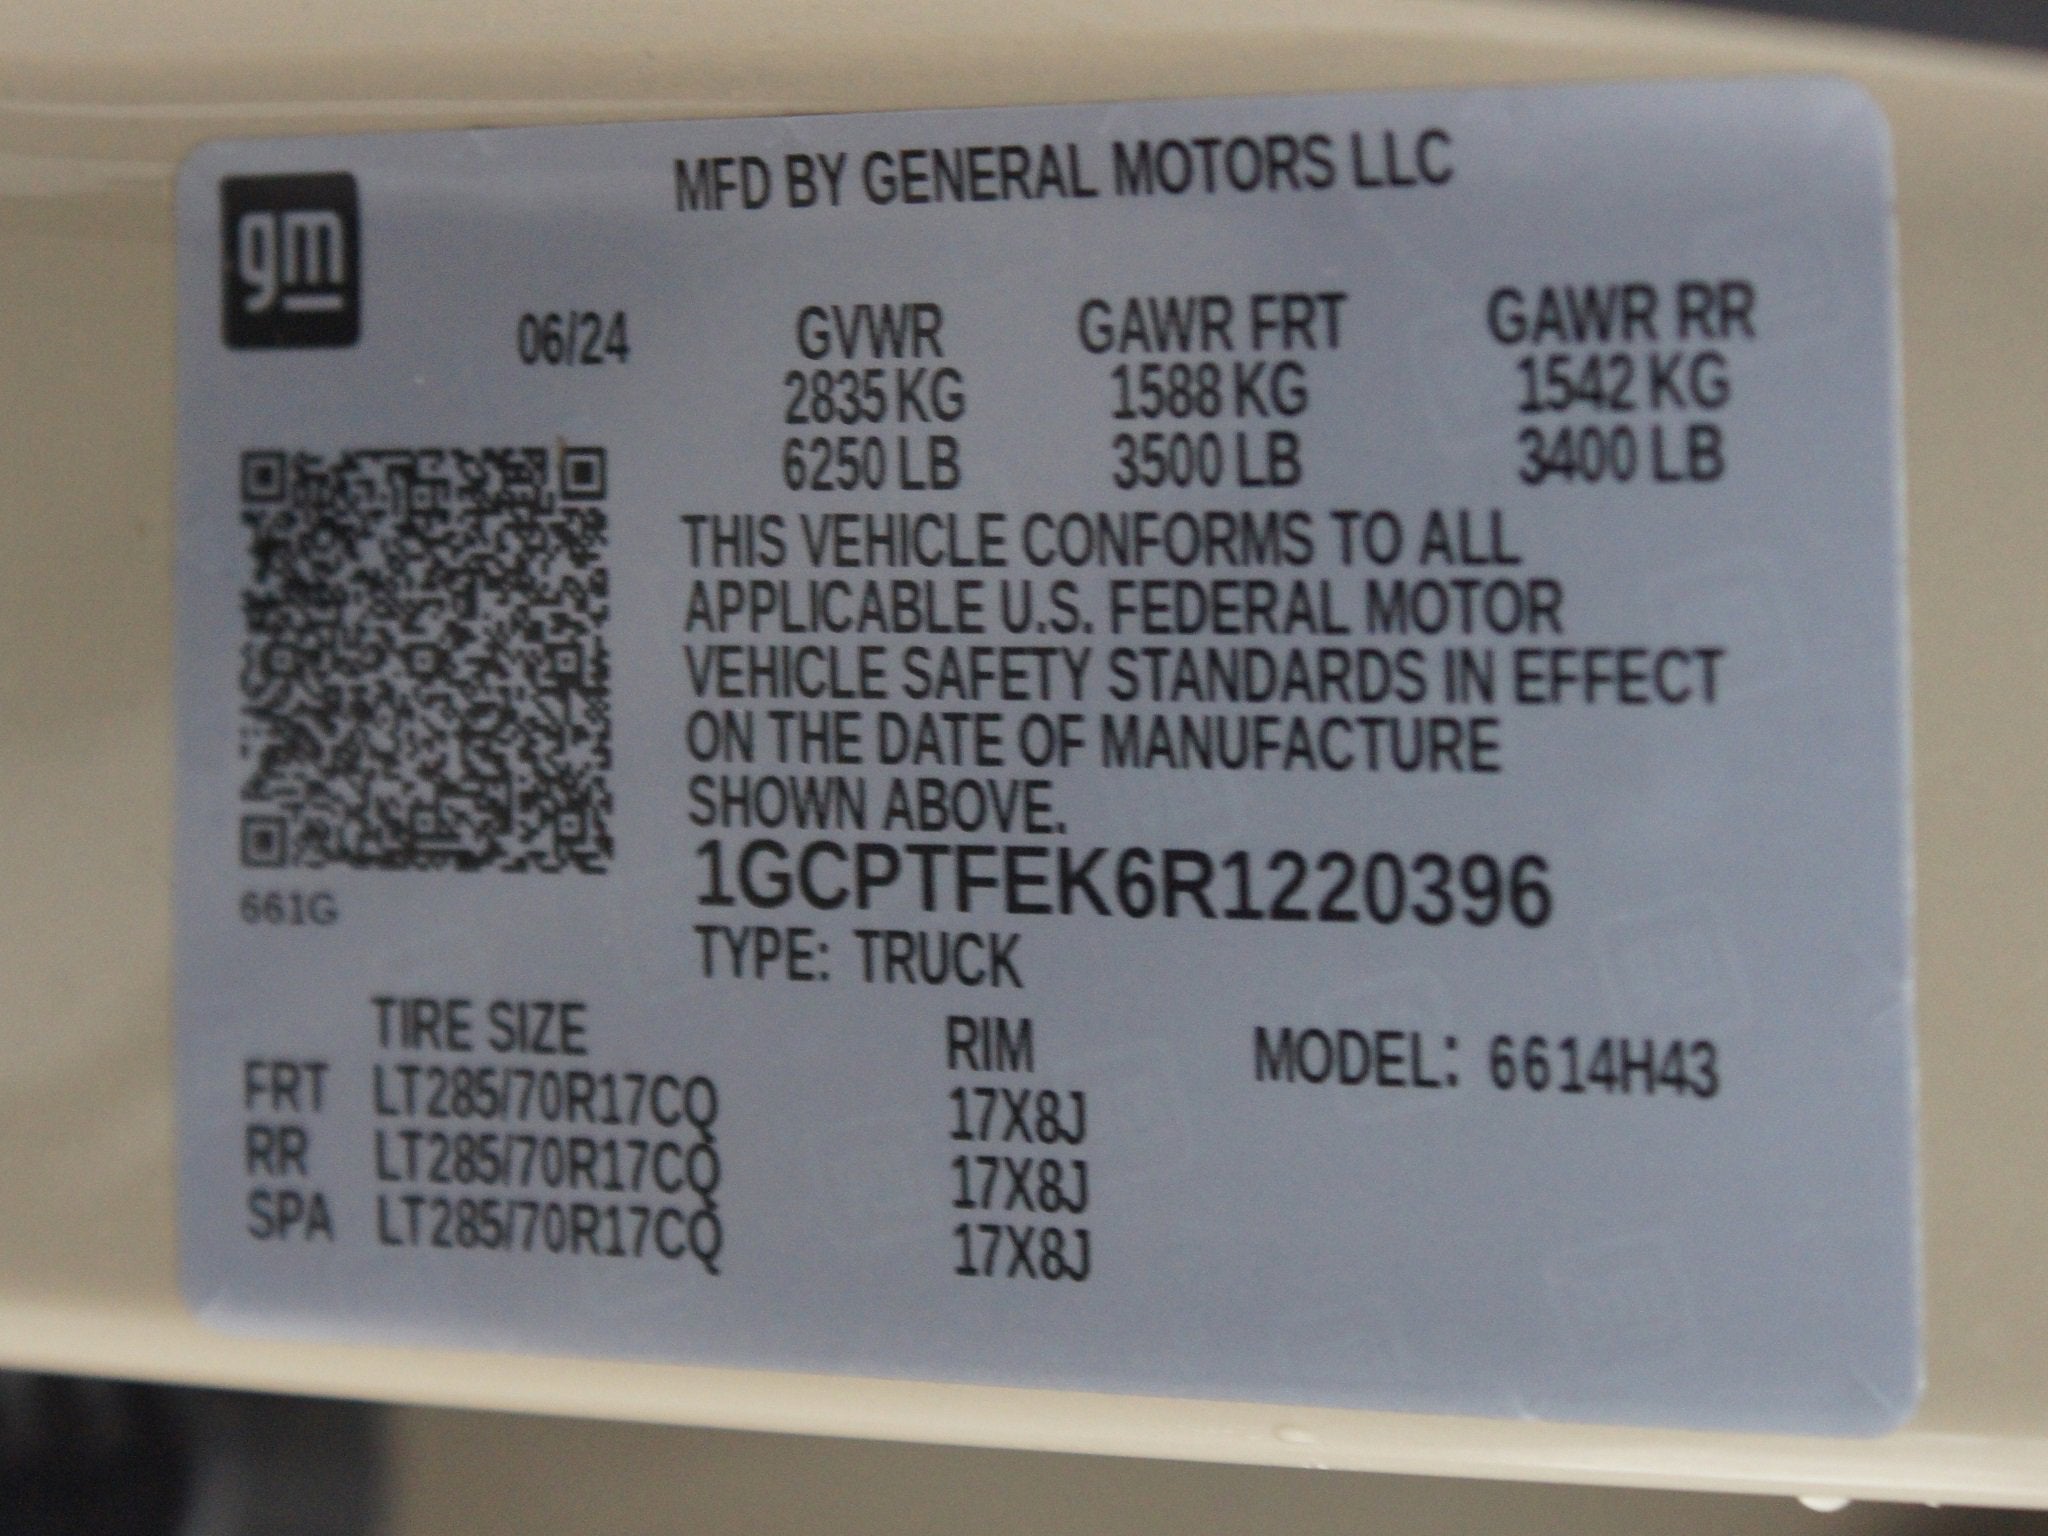 gm
MFD BY GENERAL MOTORS LLC
06/24 GVWR GAWR FRT GAWR RR
2835 KG 1588 KG 1542 KG
6250 LB 3500 LB 3400 LB
THIS VEHICLE CONFORMS TO ALL
APPLICABLE U.S. FEDERAL MOTOR
VEHICLE SAFETY STANDARDS IN EFFECT
ON THE DATE OF MANUFACTURE
SHOWN ABOVE.
661G
1GCPTFEK6R1220396
TYPE: TRUCK
TIRE SIZE RIM MODEL: 6614H43
FRT LT285/70R17CQ 17X8J
RR LT285/70R17CQ 17X8J
SPA LT285/70R17CQ 17X8J